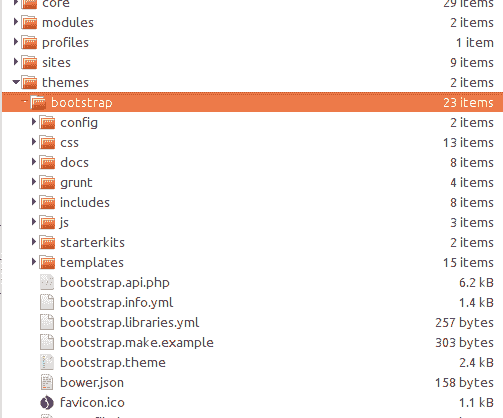 core 29 items
modules 2 items
profiles 1 item
sites 9 items
themes 2 items
bootstrap 23 items
config 2 items
css 13 items
docs 8 items
grunt 4 items
includes 8 items
js 3 items
starterkits 2 items
templates 15 items
bootstrap.api.php 6.2 kB
bootstrap.info.yml 1.4 kB
bootstrap.libraries.yml 257 bytes
bootstrap.make.example 303 bytes
bootstrap.theme 2.4 kB
bower.json 158 bytes
favicon.ico 1.1 kB